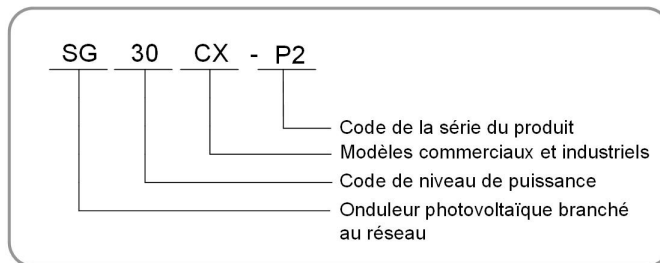 SG 30 CX - P2
Code de la série du produit
Modèles commerciaux et industriels
Code de niveau de puissance
Onduleur photovoltaïque branché
au réseau